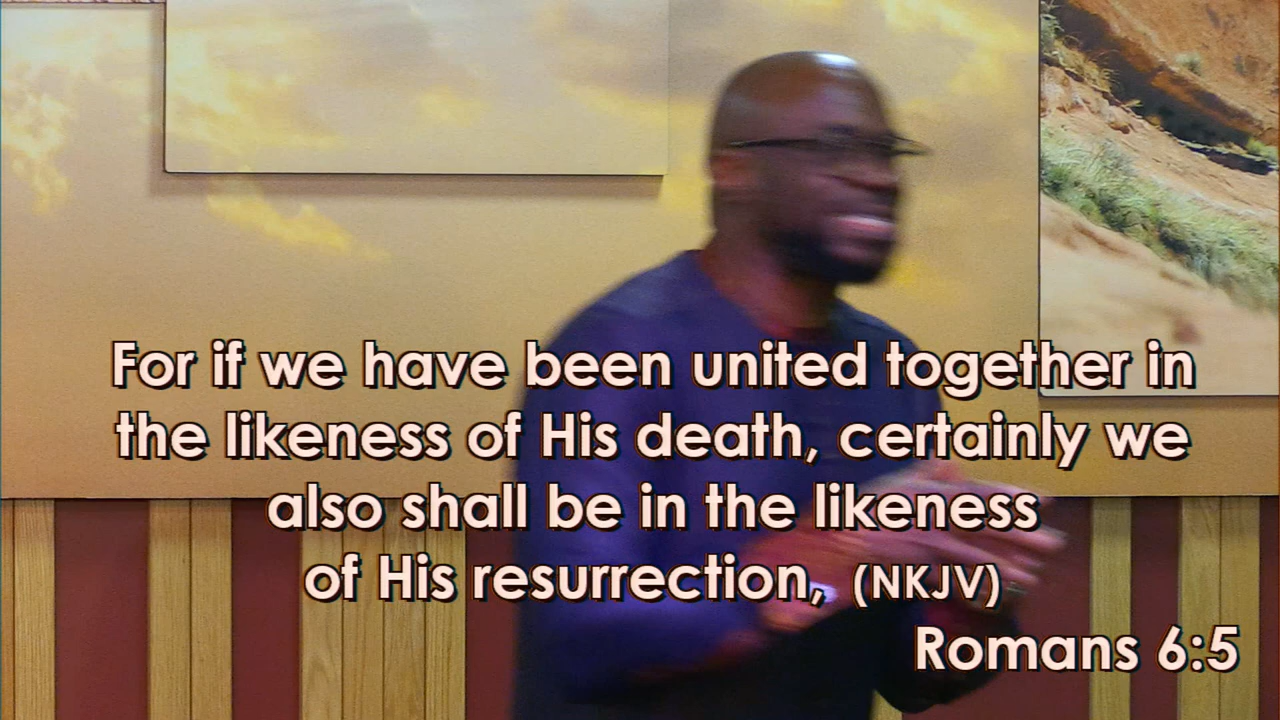 For if we have been united together in
the likeness of His death, certainly we
also shall be in the likeness
of His resurrection, (NKJV)
Romans 6:5